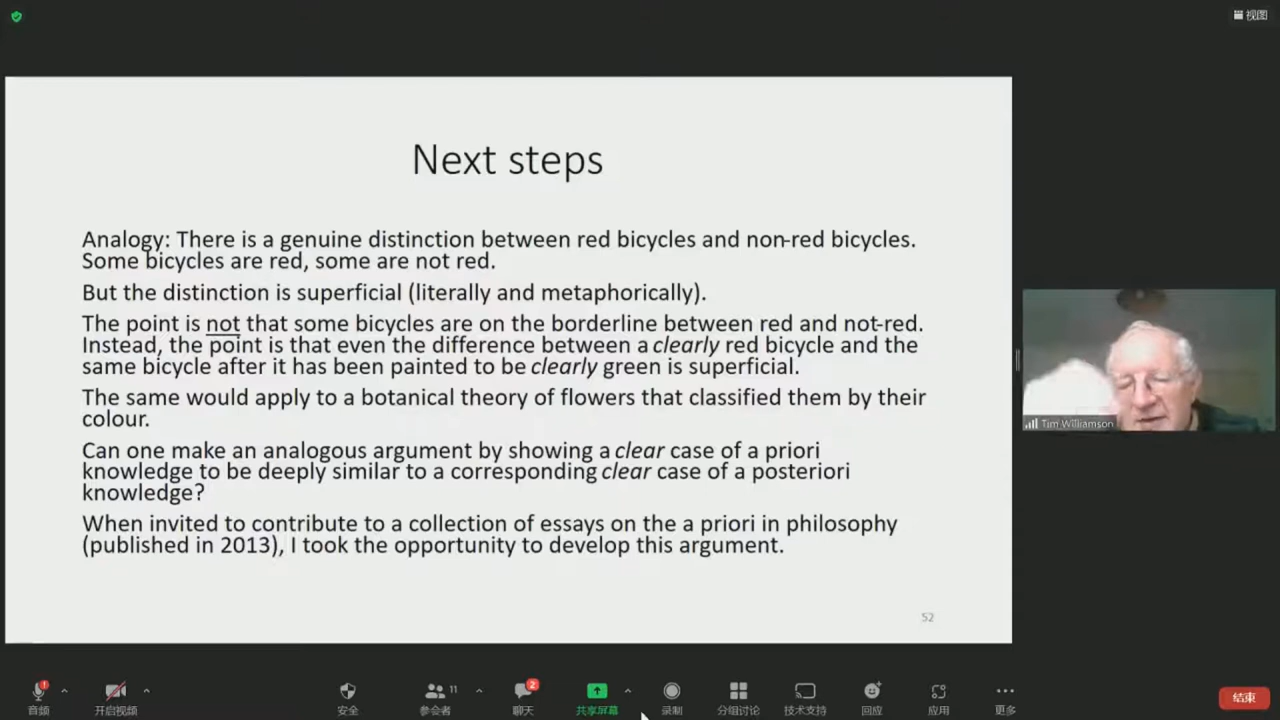 视图
Next steps
Analogy: There is a genuine distinction between red bicycles and non-red bicycles.
Some bicycles are red, some are not red.
But the distinction is superficial (literally and metaphorically).
The point is not that some bicycles are on the borderline between red and not-red.
Instead, the point is that even the difference between a clearly red bicycle and the
same bicycle after it has been painted to be clearly green is superficial.
The same would apply to a botanical theory of flowers that classified them by their
colour.
Can one make an analogous argument by showing a clear case of a priori
knowledge to be deeply similar to a corresponding clear case of a posteriori
knowledge?
When invited to contribute to a collection of essays on the a priori in philosophy
(published in 2013), I took the opportunity to develop this argument.
52
Tim Williamson
11
2
音频
开启视频
安全
参会者
聊天
共享屏幕
录制
分组讨论
技术支持
回应
应用
更多
结束